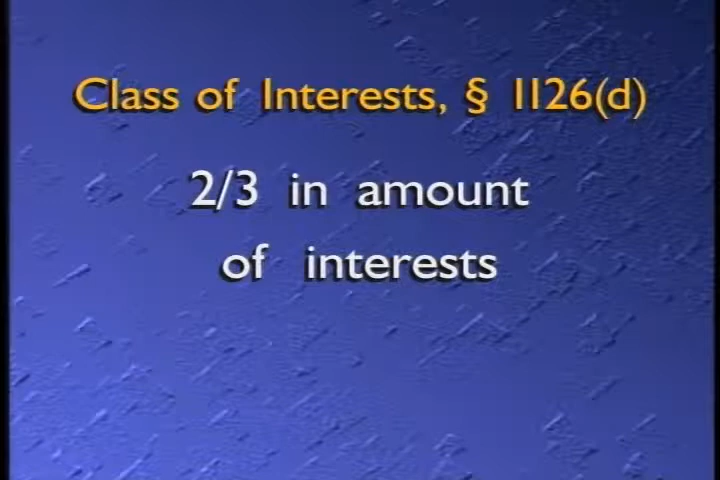 Class of Interests, § 1126(d)
2/3 in amount
of interests